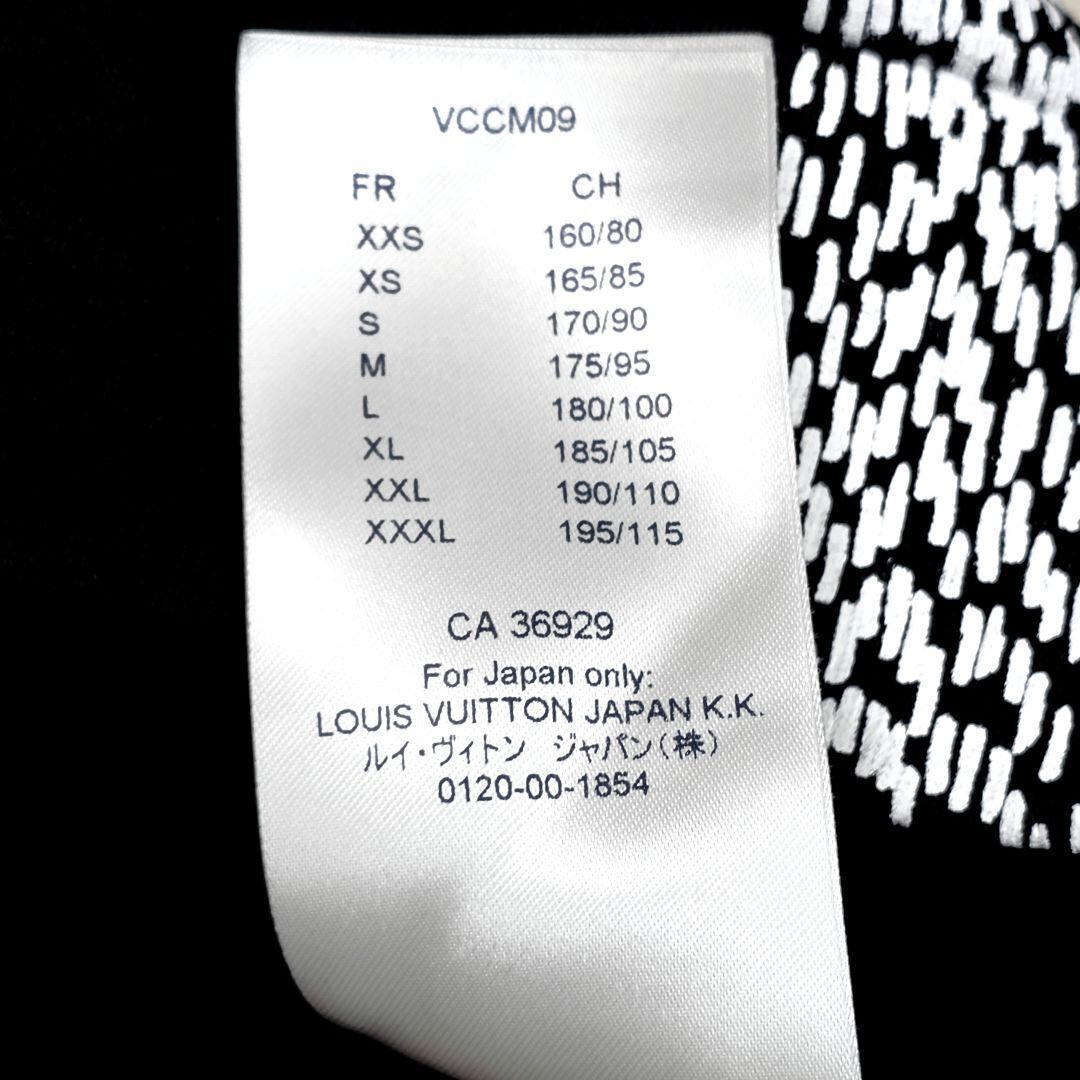 VCCM09
FR CH
XXS 160/80
XS 165/85
S 170/90
M 175/95
L 180/100
XL 185/105
XXL 190/110
XXXL 195/115
CA 36929
For Japan only:
LOUIS VUITTON JAPAN K.K.
ルイ・ヴィトン ジャパン(株)
0120-00-1854